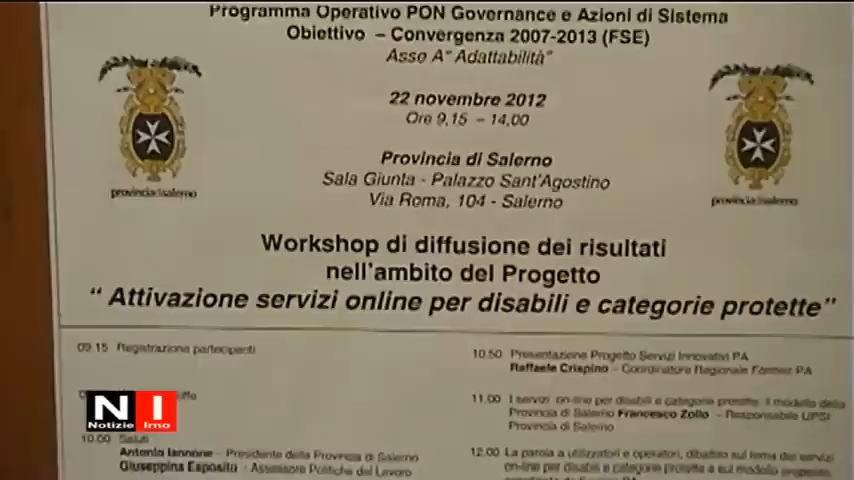 Programma Operativo PON Governance e Azioni di Sistema
Obiettivo – Convergenza 2007-2013 (FSE)
Asse A" Adattabilità"
22 novembre 2012
Ore 9,15 – 14,00
Provincia di Salerno
Sala Giunta - Palazzo Sant'Agostino
Via Roma, 104 - Salerno
provincia di salerno
provincia di salerno
Workshop di diffusione dei risultati
nell'ambito del Progetto
" Attivazione servizi online per disabili e categorie protette"
09.15 Registrazione partecipanti
10.00 Saluti
Antonio Iannone – Presidente della Provincia di Salerno
Giuseppina Esposito – Assessore Politiche del Lavoro
10.50 Presentazione Progetto Servizi Innovativi PA
Raffaele Crispino – Coordinatore Regionale Formez PA
11.00 I servizi on-line per disabili e categorie protette: il modello della
Provincia di Salerno Francesco Zollo – Responsabile UPSI
Provincia di Salerno
12.00 La parola a utilizzatori e operatori, dibattito sul tema dei servizi
on-line per disabili e categorie protette e sul modello proposto
NI
Notizie Irno